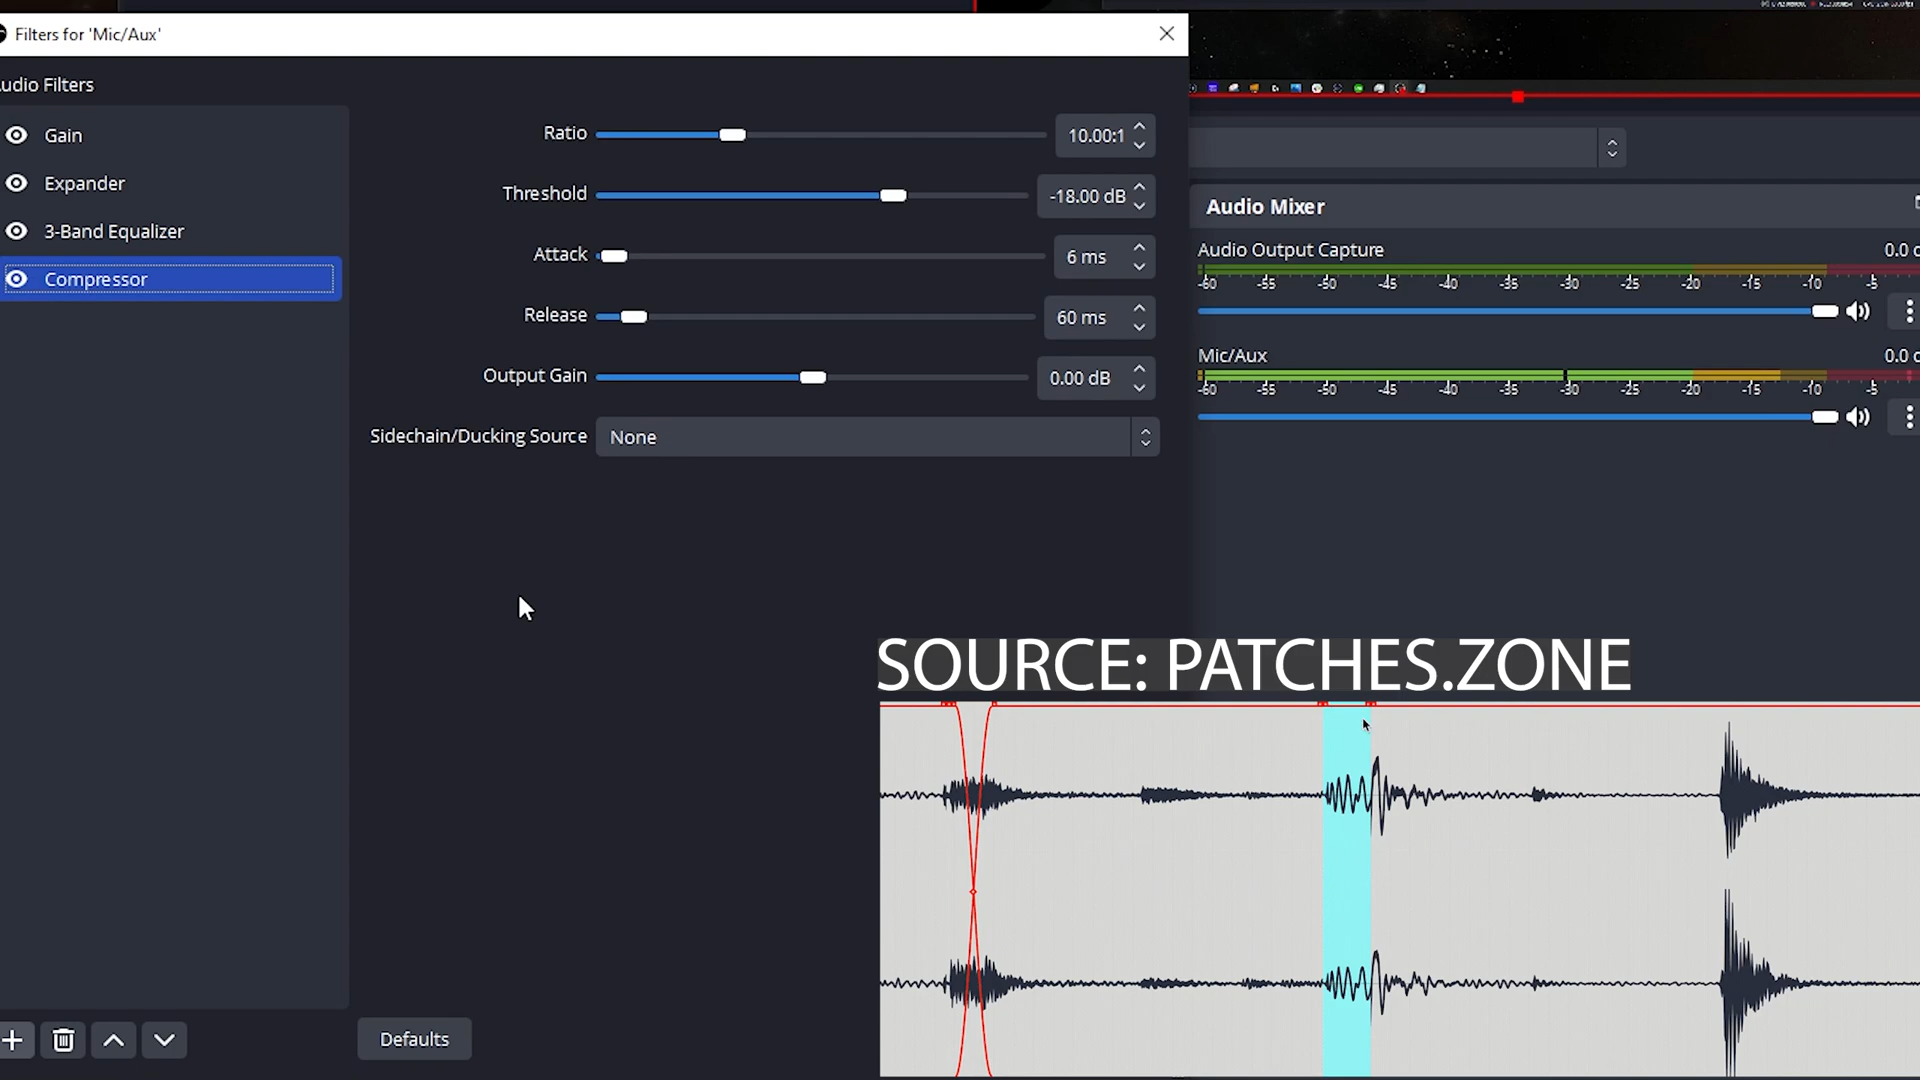 Filters for 'Mic/Aux'
udio Filters
Gain
Expander
3-Band Equalizer
Compressor
Ratio
10.00:1
Threshold
-18.00 dB
Attack
6 ms
Release
60 ms
Output Gain
0.00 dB
Sidechain/Ducking Source
None
Defaults
Audio Mixer
Audio Output Capture
0.0 d
-60 -55 -50 -45 -40 -35 -30 -25 -20 -15 -10 -5
Mic/Aux
0.0 d
-60 -55 -50 -45 -40 -35 -30 -25 -20 -15 -10 -5
SOURCE: PATCHES.ZONE